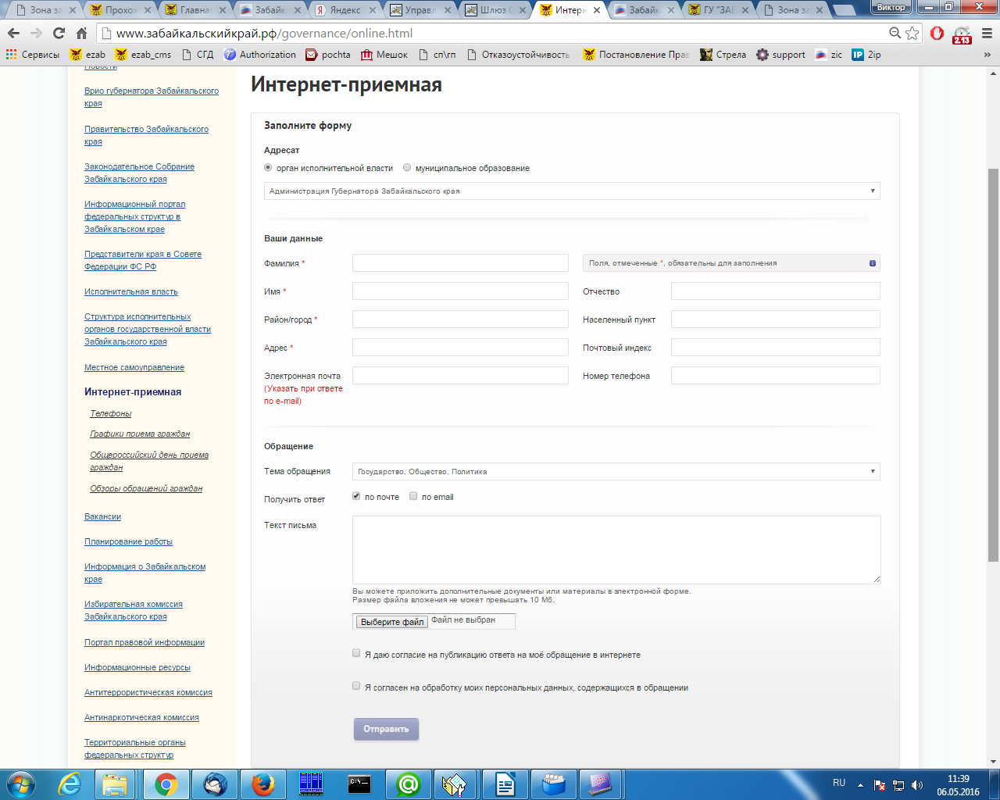 Зона за
Прохож
Главная
Забайк
Яндекс
Управл
Шлюз
Интерн
Забайк
ГУ "ЗАБ
Зона за
Виктор
www.забайкальскийкрай.рф/governance/online.html
2.13
Сервисы
ezab
ezab_cms
СГД
Authorization
pochta
Мешок
сп\гп
Отказоустойчивость
Постановление Прав
Стрела
support
zic
IP 2ip
»
Новости
Врио губернатора Забайкальского
края
Правительство Забайкальского
края
Законодательное Собрание
Забайкальского края
Информационный портал
федеральных структур в
Забайкальском крае
Представители края в Совете
Федерации ФС РФ
Исполнительная власть
Структура исполнительных
органов государственной власти
Забайкальского края
Местное самоуправление
Интернет-приемная
Телефоны
Графики приема граждан
Общероссийский день приема
граждан
Обзоры обращений граждан
Вакансии
Планирование работы
Информация о Забайкальском
крае
Избирательная комиссия
Забайкальского края
Портал правовой информации
Информационные ресурсы
Антитеррористическая комиссия
Антинаркотическая комиссия
Территориальные органы
федеральных структур
Интернет-приемная
Заполните форму
Адресат
орган исполнительной власти
муниципальное образование
Администрация Губернатора Забайкальского края
Ваши данные
Фамилия *
Поля, отмеченные *, обязательны для заполнения
Имя *
Отчество
Район/город *
Населенный пункт
Адрес *
Почтовый индекс
Электронная почта
(Указать при ответе
по e-mail)
Номер телефона
Обращение
Тема обращения
Государство, Общество, Политика
Получить ответ
по почте
по email
Текст письма
Вы можете приложить дополнительные документы или материалы в электронной форме.
Размер файла вложения не может превышать 10 Мб.
Выберите файл
Файл не выбран
Я даю согласие на публикацию ответа на моё обращение в интернете
Я согласен на обработку моих персональных данных, содержащихся в обращении
Отправить
C:\_
RU
11:39
06.05.2016